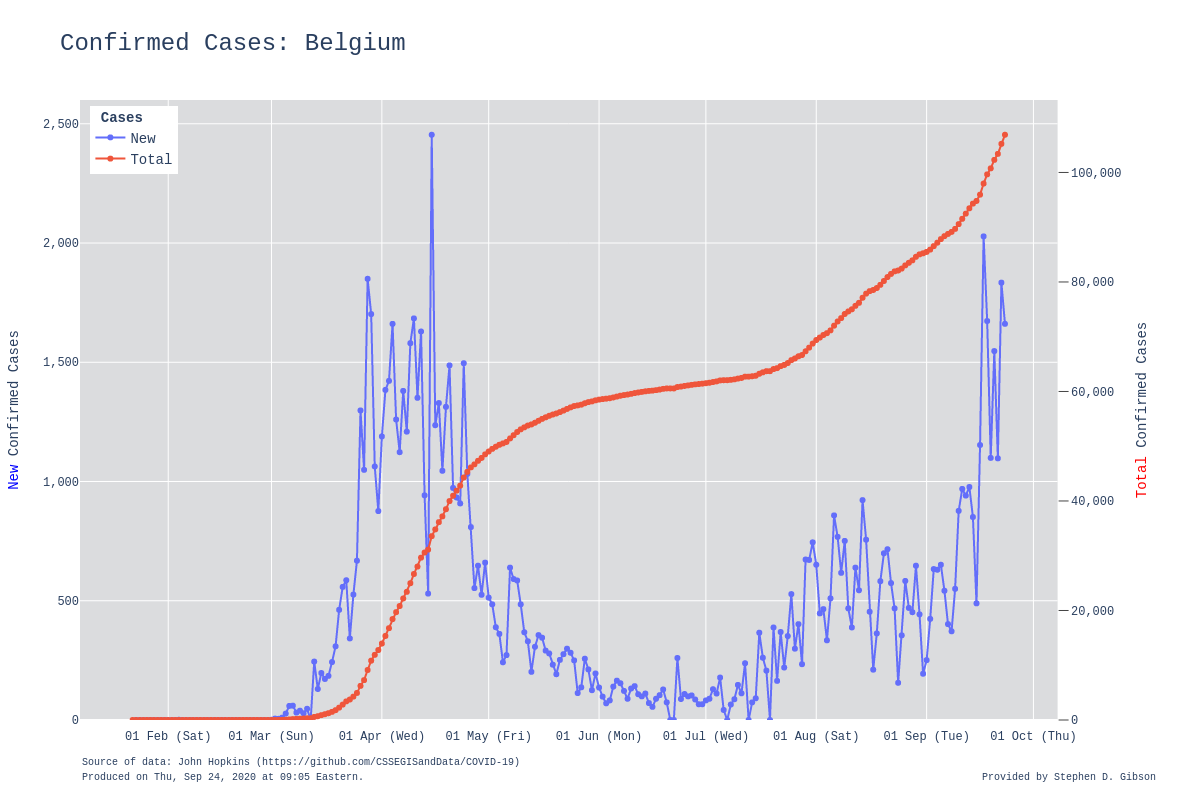 Confirmed Cases: Belgium
Cases
New
Total
2,500
2,000
1,500
1,000
500
0
100,000
80,000
60,000
40,000
20,000
0
New Confirmed Cases
Total Confirmed Cases
01 Feb (Sat)
01 Mar (Sun)
01 Apr (Wed)
01 May (Fri)
01 Jun (Mon)
01 Jul (Wed)
01 Aug (Sat)
01 Sep (Tue)
01 Oct (Thu)
Source of data: John Hopkins (https://github.com/CSSEGISandData/COVID-19)
Produced on Thu, Sep 24, 2020 at 09:05 Eastern.
Provided by Stephen D. Gibson